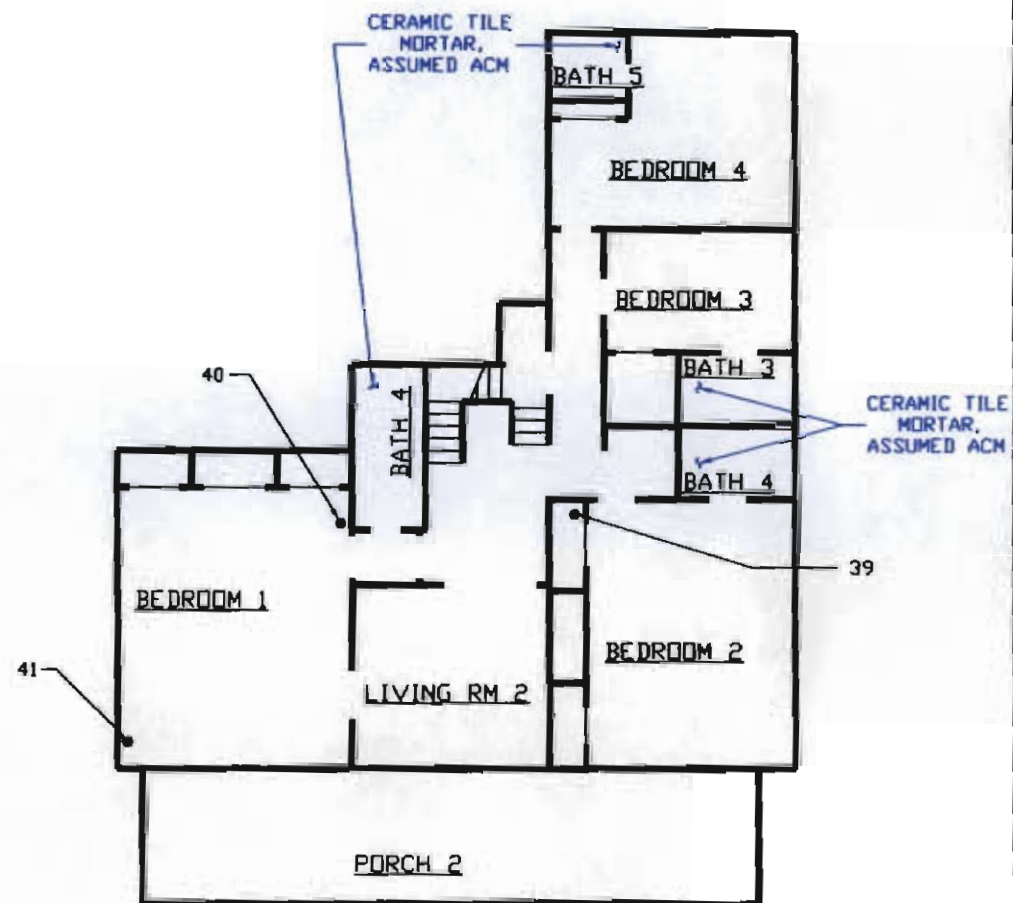 CERAMIC TILE
MORTAR,
ASSUMED ACM
BATH 5
BEDROOM 4
BEDROOM 3
BATH 3
40
BATH 4
CERAMIC TILE
MORTAR,
ASSUMED ACM
BATH 4
39
BEDROOM 1
BEDROOM 2
41
LIVING RM 2
PORCH 2